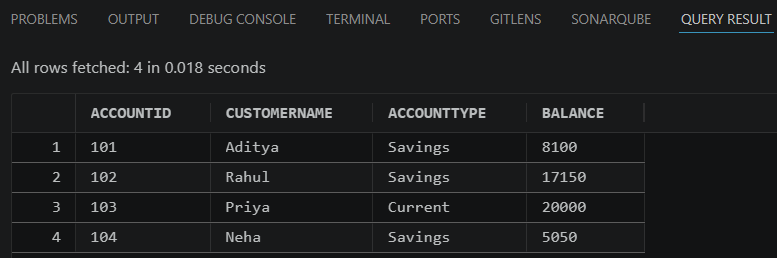 PROBLEMS OUTPUT DEBUG CONSOLE TERMINAL PORTS GITLENS SONARQUBE QUERY RESULT
All rows fetched: 4 in 0.018 seconds
ACCOUNTID CUSTOMERNAME ACCOUNTTYPE BALANCE
1 101 Aditya Savings 8100
2 102 Rahul Savings 17150
3 103 Priya Current 20000
4 104 Neha Savings 5050